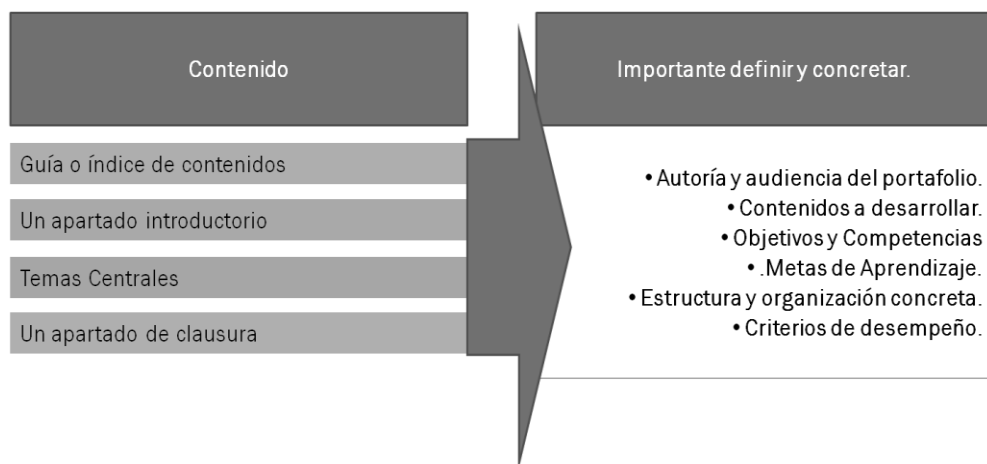 Contenido
Guía o índice de contenidos
Un apartado introductorio
Temas Centrales
Un apartado de clausura
Importante definir y concretar.
• Autoría y audiencia del portafolio.
• Contenidos a desarrollar.
• Objetivos y Competencias
• .Metas de Aprendizaje.
• Estructura y organización concreta.
• Criterios de desempeño.